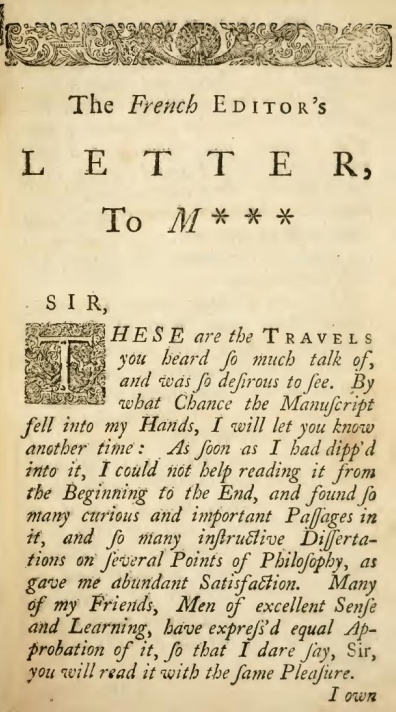 The French EDITOR's
LETTER,
To M***
SIR,
THESE are the TRAVELS
you heard ſo much talk of,
and was ſo deſirous to ſee. By
what Chance the Manuſcript
fell into my Hands, I will let you know
another time: As ſoon as I had dipp'd
into it, I could not help reading it from
the Beginning to the End, and found ſo
many curious and important Paſſages in
it, and ſo many inſtructive Diſſerta-
tions on ſeveral Points of Philoſophy, as
gave me abundant Satisfaction. Many
of my Friends, Men of excellent Senſe
and Learning, have expreſſ'd equal Ap-
probation of it, ſo that I dare ſay, Sir,
you will read it with the ſame Pleaſure.
I own